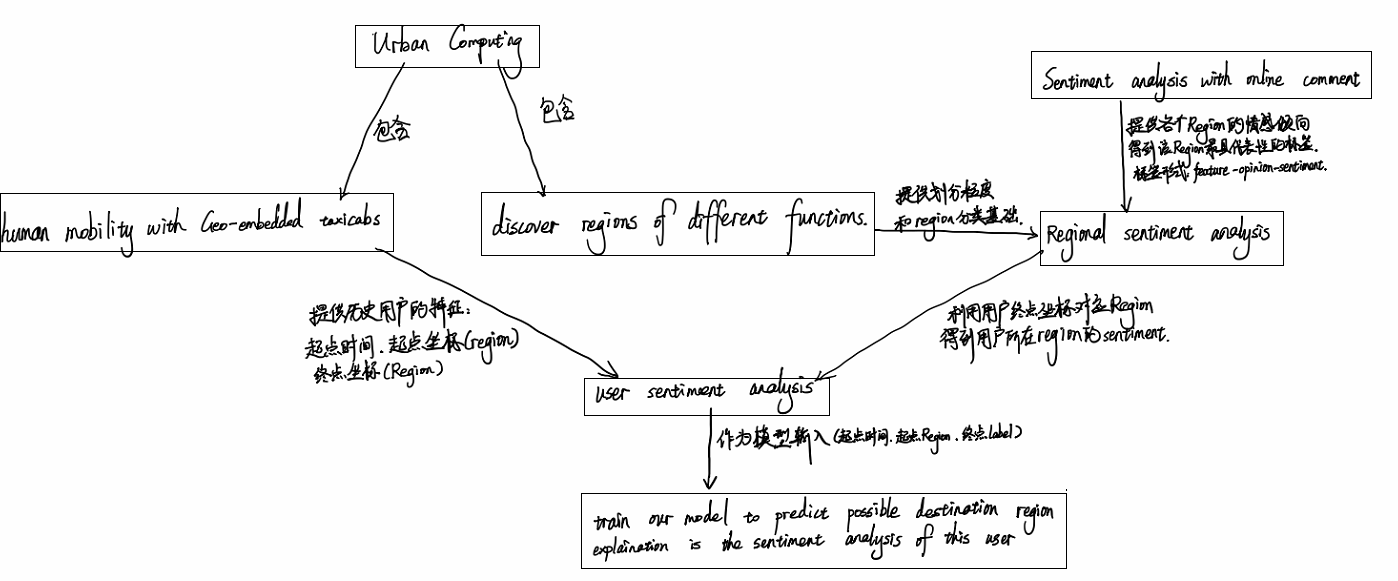 Urban Computing
Sentiment analysis with online comment
包含
包含
提供各个Region的情感倾向
得到该Region最具代表性的标签.
标签形式: feature-opinion-sentiment.
human mobility with Geo-embedded taxicabs
discover regions of different functions.
提供划分粒度
和region分类基础.
Regional sentiment analysis
提供历史用户的特征:
起点时间.起点坐标(region)
终点坐标(Region)
利用用户终点坐标对应Region
得到用户所在region的sentiment.
user sentiment analysis
作为模型输入(起点时间.起点Region.终点label)
train our model to predict possible destination region
explaination is the sentiment analysis of this user